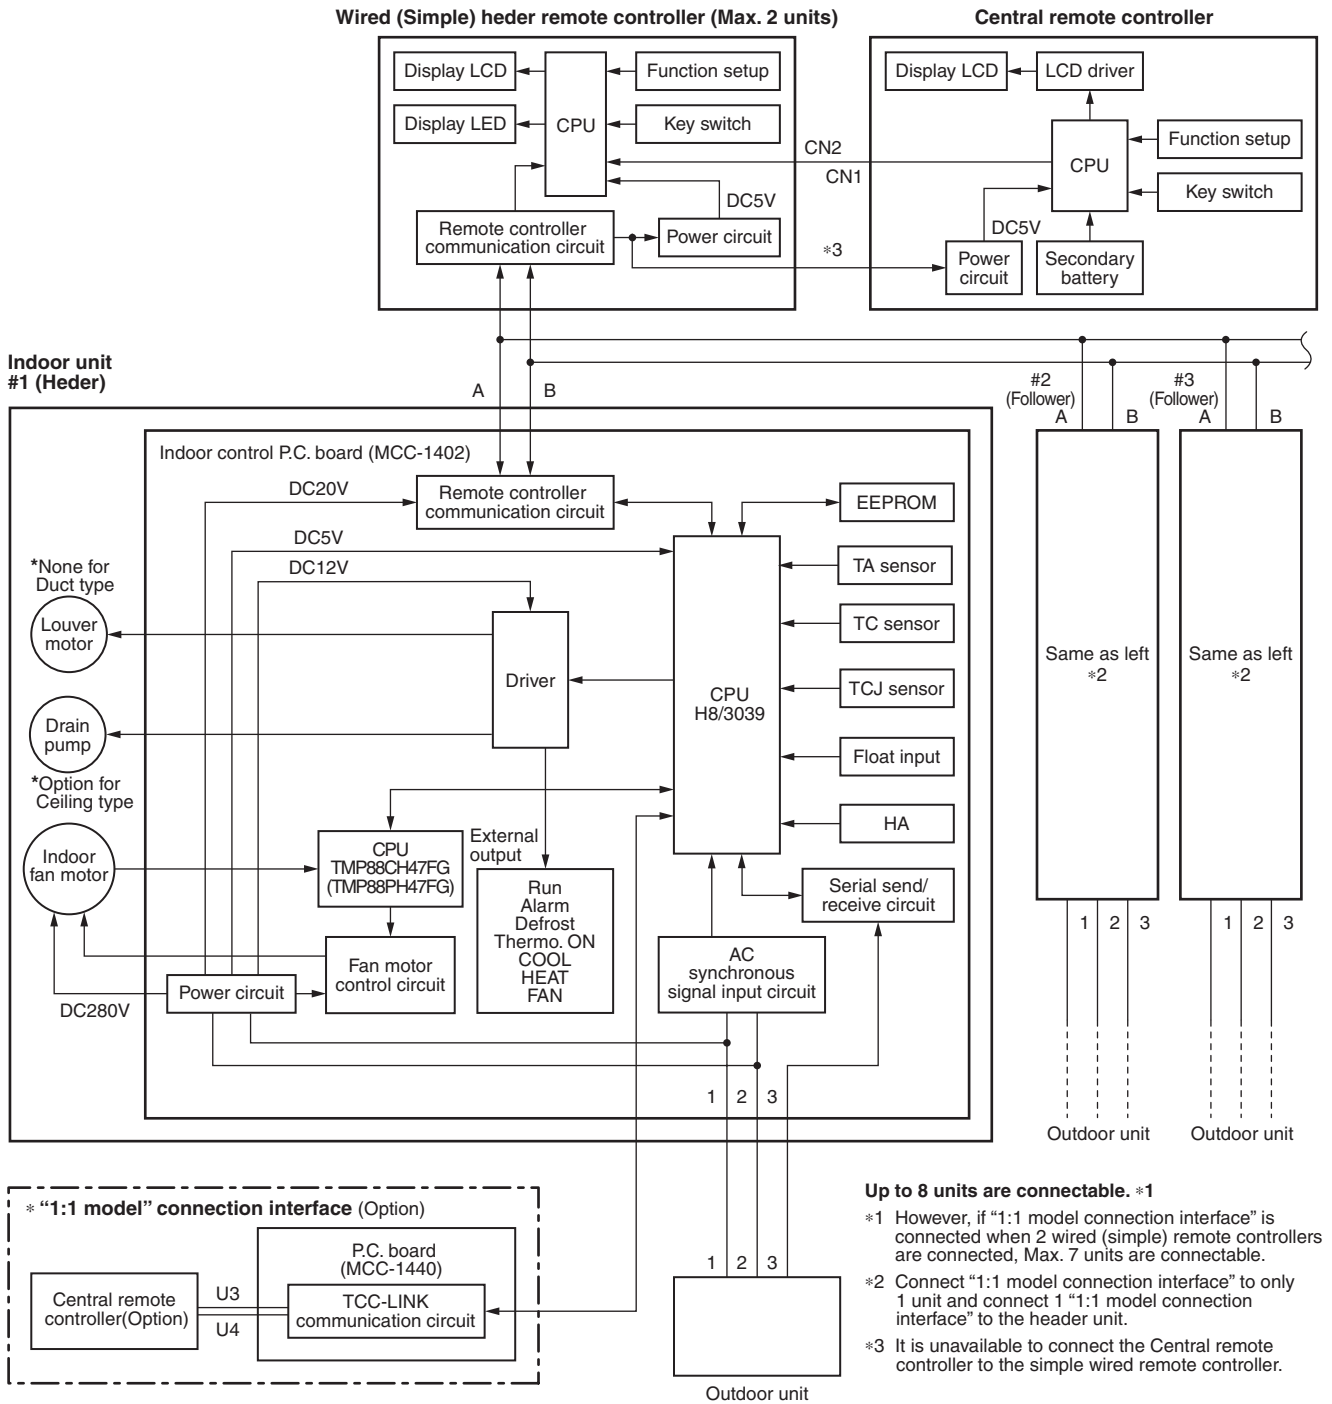 Wired (Simple) heder remote controller (Max. 2 units)
Central remote controller
Display LCD
Function setup
Display LED
CPU
Key switch
CN2
CN1
DC5V
Remote controller
communication circuit
Power circuit
*3
Display LCD
LCD driver
CPU
Function setup
Key switch
DC5V
Power
circuit
Secondary
battery
Indoor unit
#1 (Heder)
A
B
#2
(Follower)
A
B
#3
(Follower)
A
B
Indoor control P.C. board (MCC-1402)
DC20V
Remote controller
communication circuit
EEPROM
DC5V
DC12V
TA sensor
TC sensor
TCJ sensor
Float input
HA
*None for
Duct type
Louver
motor
Driver
CPU
H8/3039
Drain
pump
*Option for
Ceiling type
Indoor
fan motor
CPU
TMP88CH47FG
(TMP88PH47FG)
External
output
Run
Alarm
Defrost
Thermo. ON
COOL
HEAT
FAN
Serial send/
receive circuit
AC
synchronous
signal input circuit
Fan motor
control circuit
Power circuit
DC280V
1
2
3
Same as left
*2
Same as left
*2
1
2
3
1
2
3
Outdoor unit
Outdoor unit
* “1:1 model” connection interface (Option)
P.C. board
(MCC-1440)
Central remote
controller(Option)
U3
U4
TCC-LINK
communication circuit
1
2
3
Outdoor unit
Up to 8 units are connectable. *1
*1 However, if “1:1 model connection interface” is
connected when 2 wired (simple) remote controllers
are connected, Max. 7 units are connectable.
*2 Connect “1:1 model connection interface” to only
1 unit and connect 1 “1:1 model connection
interface” to the header unit.
*3 It is unavailable to connect the Central remote
controller to the simple wired remote controller.